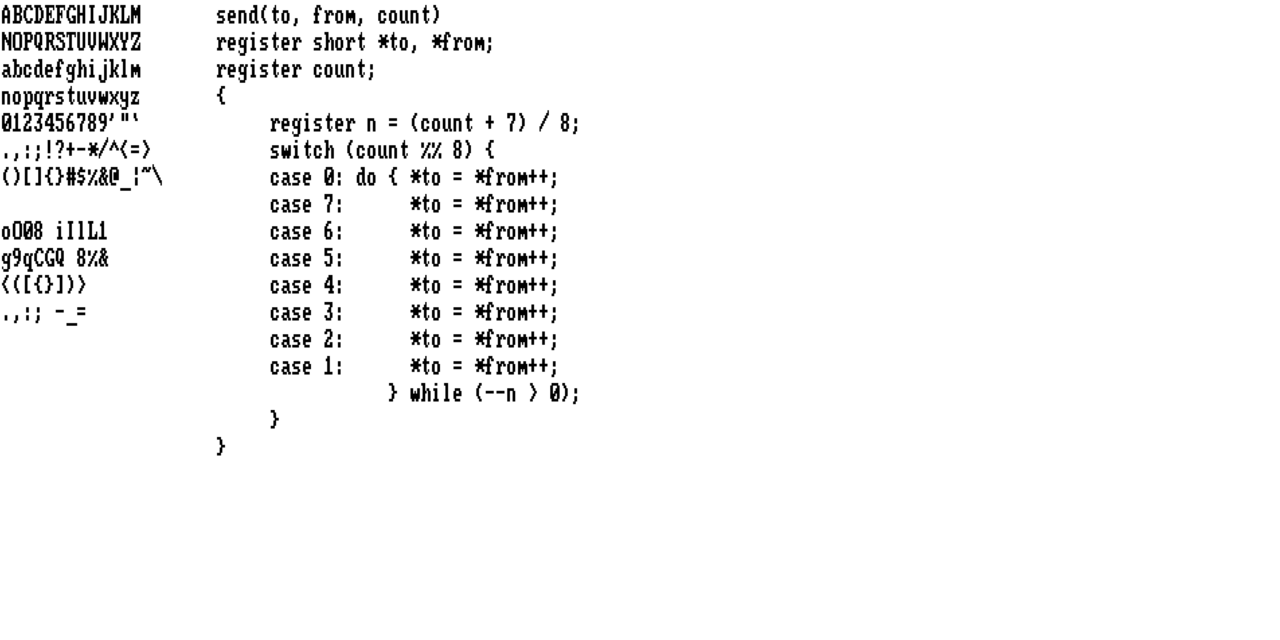 ABCDEFGHIJKLM
NOPQRSTUVWXYZ
abcdefghijklm
nopqrstuvwxyz
0123456789'"`
.,:;!?+-*/^<=>
()[]{}#$%&@_¦~\
oO08 iIlL1
g9qCGQ 8%&
<([{}])>
.,:; -_=
send(to, from, count)
register short *to, *from;
register count;
{
     register n = (count + 7) / 8;
     switch (count %% 8) {
     case 0: do { *to = *from++;
     case 7:      *to = *from++;
     case 6:      *to = *from++;
     case 5:      *to = *from++;
     case 4:      *to = *from++;
     case 3:      *to = *from++;
     case 2:      *to = *from++;
     case 1:      *to = *from++;
                } while (--n > 0);
     }
}